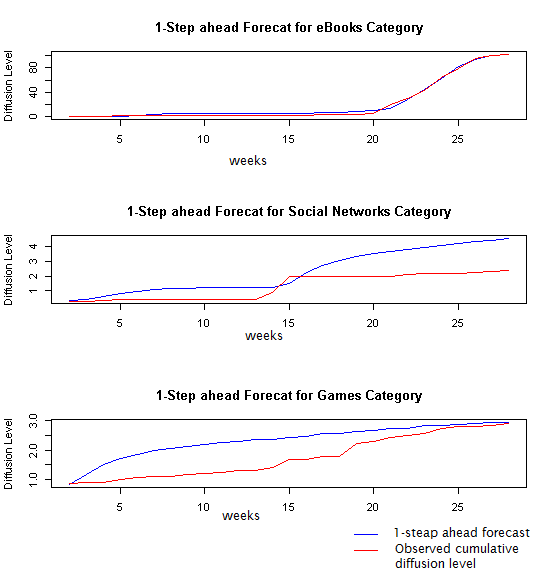 1-Step ahead Forecat for eBooks Category
Diffusion Level
0 40 80
5 10 15 20 25
weeks
1-Step ahead Forecat for Social Networks Category
Diffusion Level
1 2 3 4
5 10 15 20 25
weeks
1-Step ahead Forecat for Games Category
Diffusion Level
1.0 2.0 3.0
5 10 15 20 25
weeks
1-steap ahead forecast
Observed cumulative
diffusion level